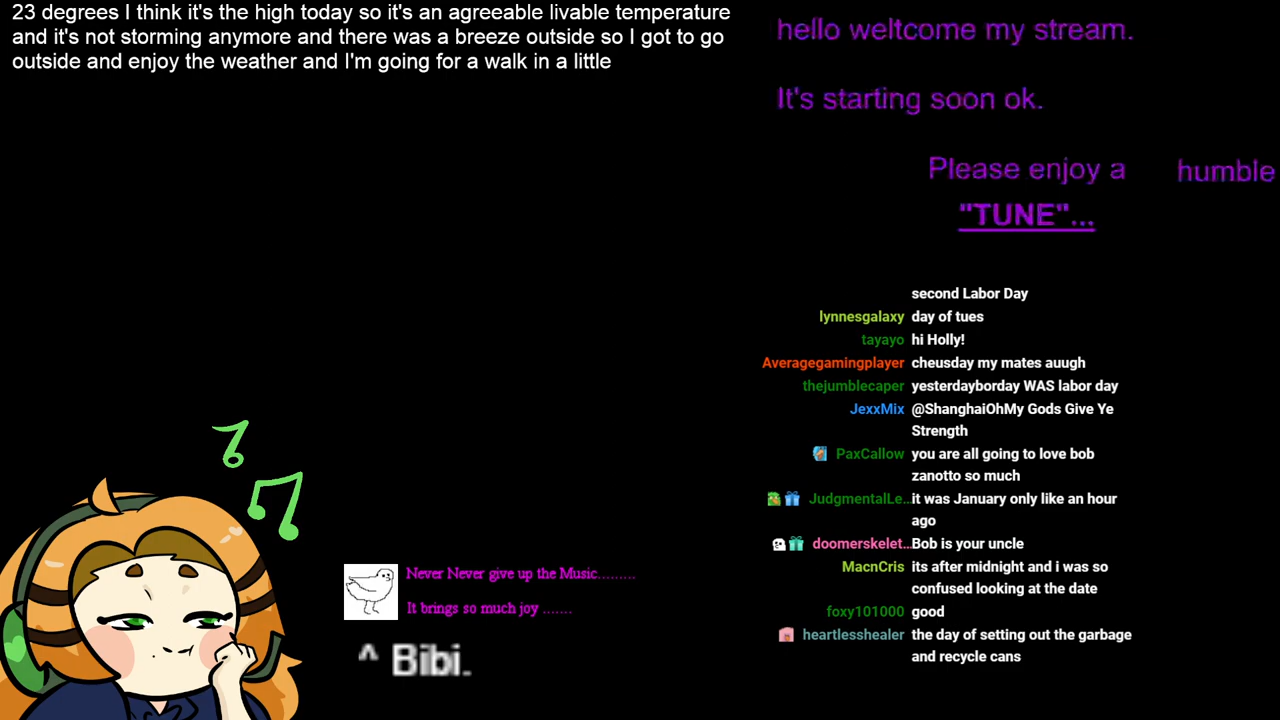 23 degrees I think it's the high today so it's an agreeable livable temperature
and it's not storming anymore and there was a breeze outside so I got to go
outside and enjoy the weather and I'm going for a walk in a little
hello weltcome my stream.
It's starting soon ok.
Please enjoy a humble
"TUNE"...
second Labor Day
lynnesgalaxy day of tues
tayayo hi Holly!
Averagegamingplayer cheusday my mates auugh
thejumblecaper yesterdayborday WAS labor day
JexxMix @ShanghaiOhMy Gods Give Ye
Strength
PaxCallow you are all going to love bob
zanotto so much
JudgmentalLe... it was January only like an hour
ago
doomerskelet... Bob is your uncle
MacnCris its after midnight and i was so
confused looking at the date
foxy101000 good
heartlesshealer the day of setting out the garbage
and recycle cans
Never Never give up the Music.........
It brings so much joy .......
^ Bibi.